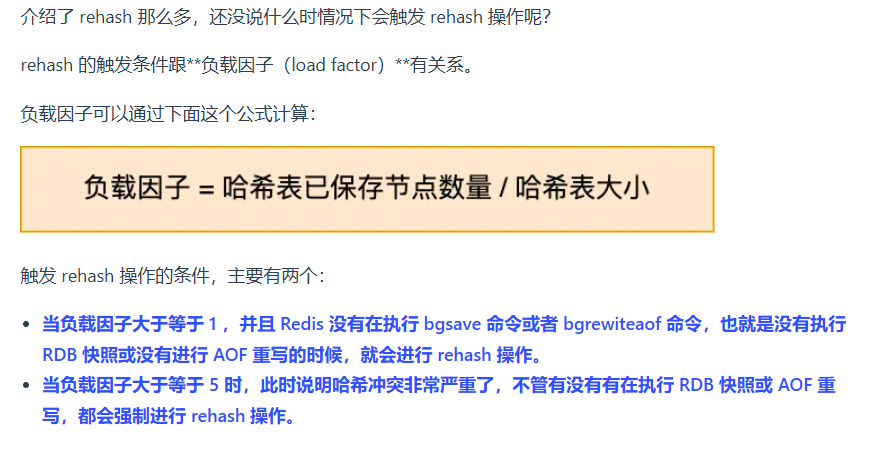 介绍了 rehash 那么多，还没说什么时情况下会触发 rehash 操作呢？
rehash 的触发条件跟**负载因子（load factor）**有关系。
负载因子可以通过下面这个公式计算：
负载因子 = 哈希表已保存节点数量 / 哈希表大小
触发 rehash 操作的条件，主要有两个：
• 当负载因子大于等于 1 ，并且 Redis 没有在执行 bgsave 命令或者 bgrewiteaof 命令，也就是没有执行
RDB 快照或没有进行 AOF 重写的时候，就会进行 rehash 操作。
• 当负载因子大于等于 5 时，此时说明哈希冲突非常严重了，不管有没有有在执行 RDB 快照或 AOF 重
写，都会强制进行 rehash 操作。